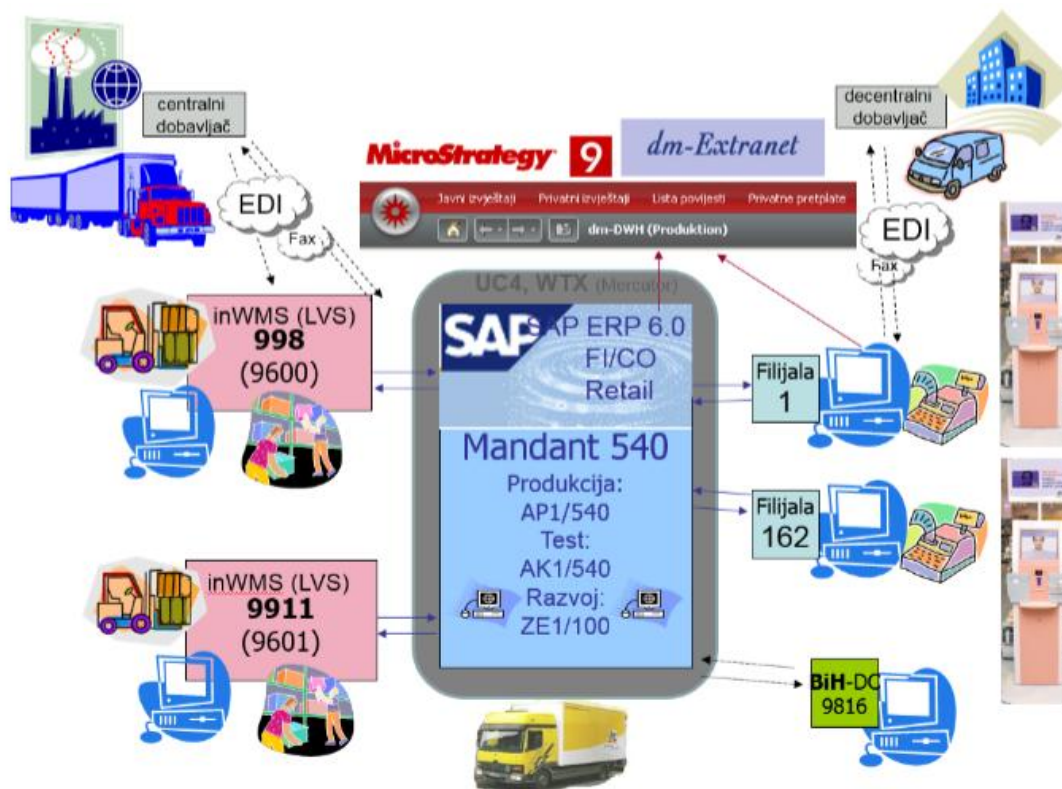 centralni
dobavljač
decentralni
dobavljač
MicroStrategy 9
dm-Extranet
EDI
Fax
Javni izvještaji Privatni izvještaji Lista povijesti Privatne pretplate
dm-DWH (Produktion)
EDI
Fax
UC4, WTX (Mercator)
inWMS (LVS)
998
(9600)
SAP
SAP ERP 6.0
FI/CO
Retail
Filijala
1
Mandant 540
Produkcija:
AP1/540
Test:
AK1/540
Razvoj:
ZE1/100
Filijala
162
inWMS (LVS)
9911
(9601)
BiH-DC
9816